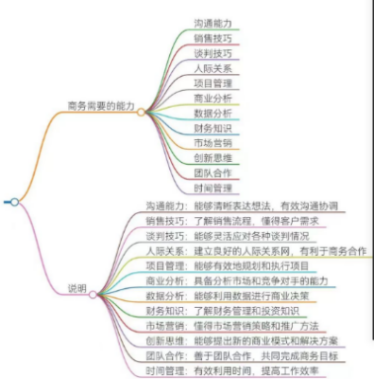 沟通能力
销售技巧
谈判技巧
人际关系
项目管理
商务需要的能力
商业分析
数据分析
财务知识
市场营销
创新思维
团队合作
时间管理
沟通能力：能够清晰表达想法，有效沟通协调
销售技巧：了解销售流程，懂得客户需求
谈判技巧：能够灵活应对各种谈判情况
人际关系：建立良好的人际关系网，有利于商务合作
项目管理：能够有效地规划和执行项目
商业分析：具备分析市场和竞争对手的能力
说明
数据分析：能够利用数据进行商业决策
财务知识：了解财务管理和投资知识
市场营销：懂得市场营销策略和推广方法
创新思维：能够提出新的商业模式和解决方案
团队合作：善于团队合作，共同完成商务目标
时间管理：有效利用时间，提高工作效率